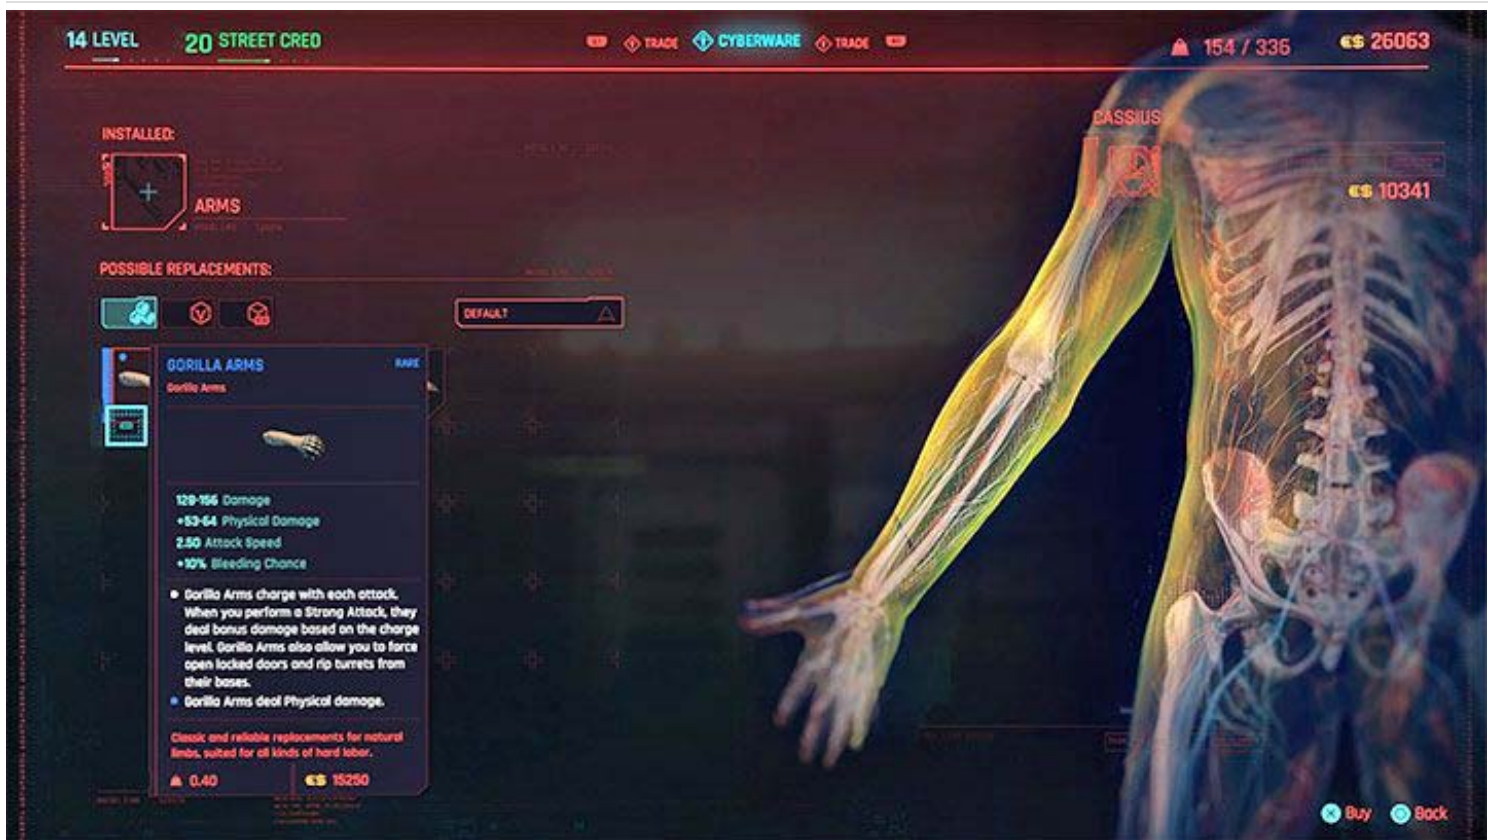 14 LEVEL
20 STREET CRED
TRADE
CYBERWARE
TRADE
154 / 336
€$ 26063
CASSIUS
€$ 10341
INSTALLED:
ARMS
POSSIBLE REPLACEMENTS:
DEFAULT
GORILLA ARMS
RARE
Gorilla Arms
128-156 Damage
+53-64 Physical Damage
2.50 Attack Speed
+10% Bleeding Chance
Gorilla Arms charge with each attack.
When you perform a Strong Attack, they
deal bonus damage based on the charge
level. Gorilla Arms also allow you to force
open locked doors and rip turrets from
their bases.
Gorilla Arms deal Physical damage.
Classic and reliable replacements for natural
limbs, suited for all kinds of hard labor.
0.40
€$ 15250
Buy
Back